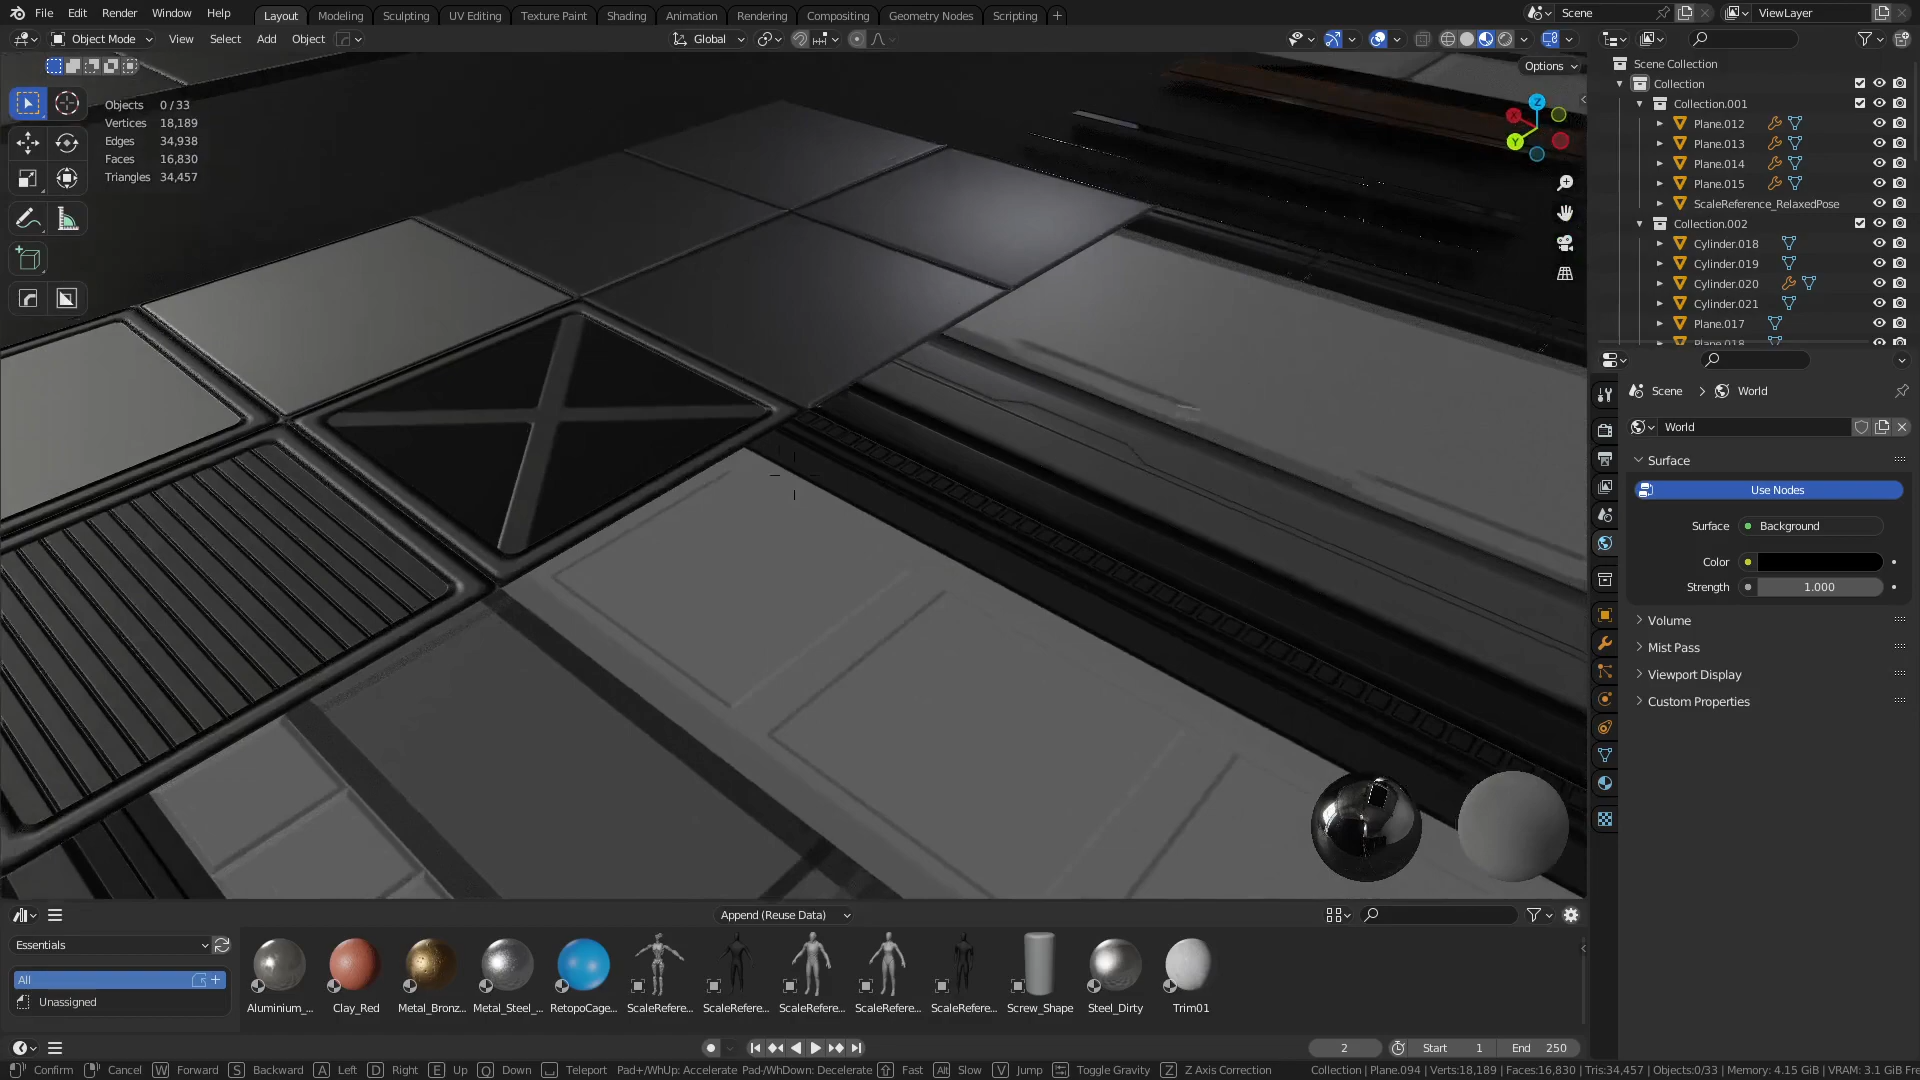 File Edit Render Window Help Layout Modeling Sculpting UV Editing Texture Paint Shading Animation Rendering Compositing Geometry Nodes Scripting + Scene ViewLayer
Object Mode View Select Add Object Global
Options
Objects 0 / 33
Vertices 18,189
Edges 34,938
Faces 16,830
Triangles 34,457
Z
X
Y
Scene Collection
Collection
Collection.001
Plane.012
Plane.013
Plane.014
Plane.015
ScaleReference_RelaxedPose
Collection.002
Cylinder.018
Cylinder.019
Cylinder.020
Cylinder.021
Plane.017
Plane.018
Scene > World
World
Surface
Use Nodes
Surface Background
Color
Strength 1.000
Volume
Mist Pass
Viewport Display
Custom Properties
Append (Reuse Data)
Essentials
All
Unassigned
Aluminium_... Clay_Red Metal_Bronz... Metal_Steel_... RetopoCage... ScaleRefere... ScaleRefere... ScaleRefere... ScaleRefere... ScaleRefere... Screw_Shape Steel_Dirty Trim01
2 Start 1 End 250
Confirm Cancel W Forward S Backward A Left D Right E Up Q Down Teleport Pad+/WhUp: Accelerate Pad-/WhDown: Decelerate Fast Alt Slow V Jump Toggle Gravity Z Z Axis Correction Collection | Plane.094 | Verts:18,189 | Faces:16,830 | Tris:34,457 | Objects:0/33 | Memory: 4.15 GiB | VRAM: 3.1 GiB Fre